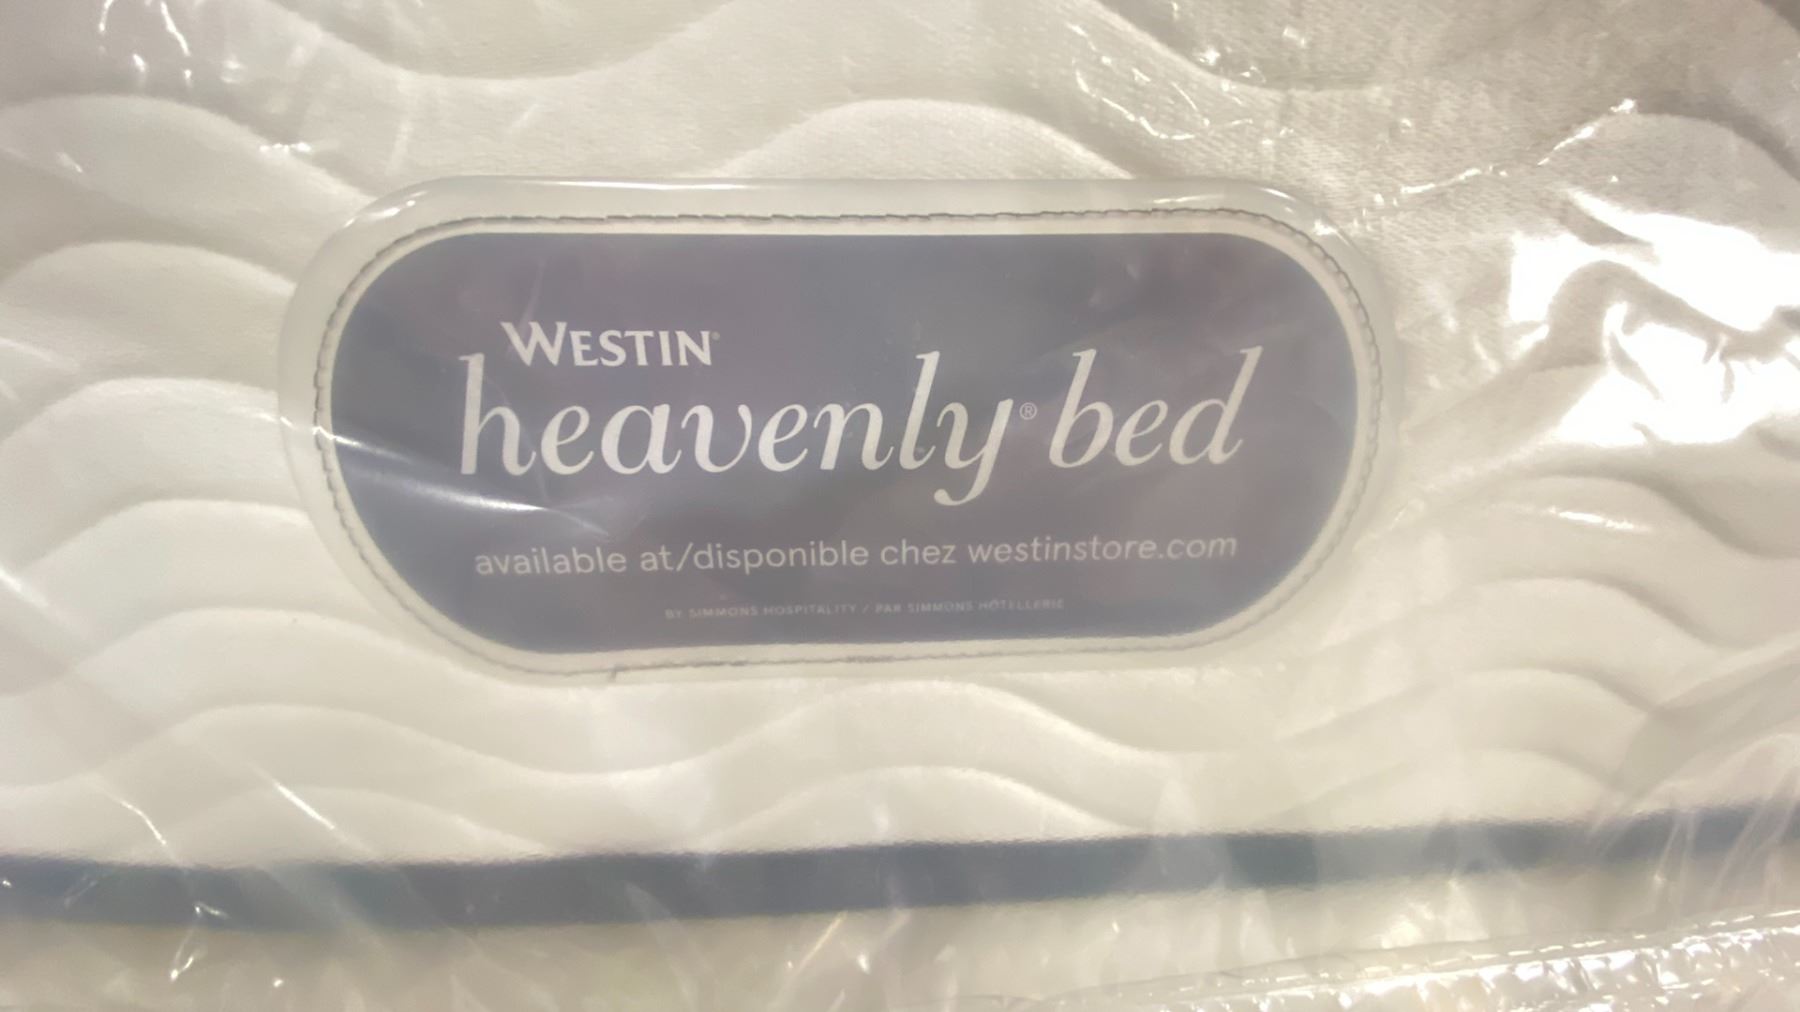 WESTIN®
heavenly® bed
available at/disponible chez westinstore.com
BY SIMMONS HOSPITALITY / PAR SIMMONS HÔTELLERIE